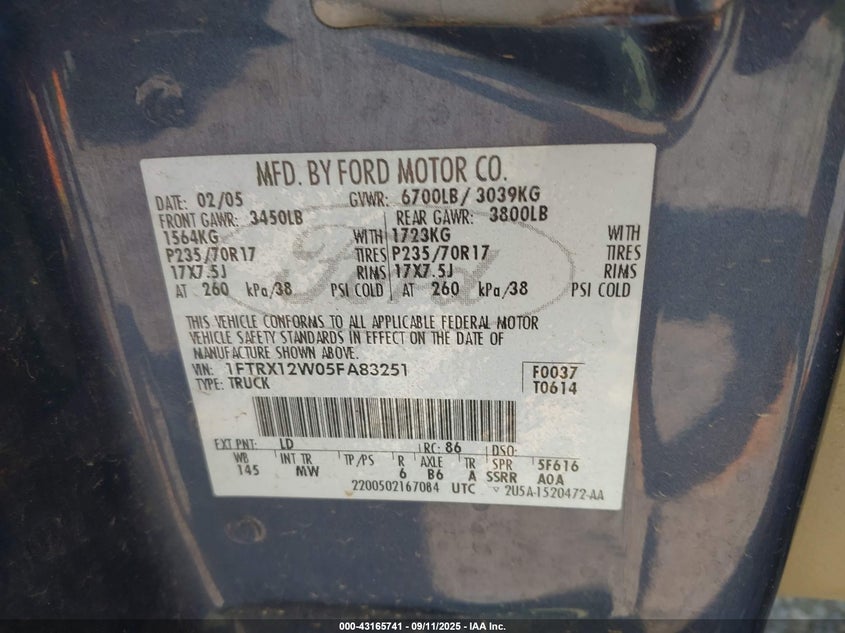 MFD. BY FORD MOTOR CO.
DATE: 02/05 GVWR: 6700LB/ 3039KG
FRONT GAWR: 3450LB REAR GAWR: 3800LB
1564KG WITH 1723KG WITH
P235/70R17 TIRES P235/70R17 TIRES
17X7.5J RIMS 17X7.5J RIMS
AT 260 kPa/38 PSI COLD AT 260 kPa/38 PSI COLD
THIS VEHICLE CONFORMS TO ALL APPLICABLE FEDERAL MOTOR
VEHICLE SAFETY STANDARDS IN EFFECT ON THE DATE OF
MANUFACTURE SHOWN ABOVE.
VIN: 1FTRX12W05FA83251 F0037
TYPE: TRUCK T0614
EXT PNT: LD RC: 86 DSO:
WB INT TR TP/PS R AXLE TR SPR 5F616
145 MW 6 B6 A SSRR A0A
2200502167084 UTC 2U5A-1520472-AA
Ford
000-43165741 - 09/11/2025 - IAA Inc.